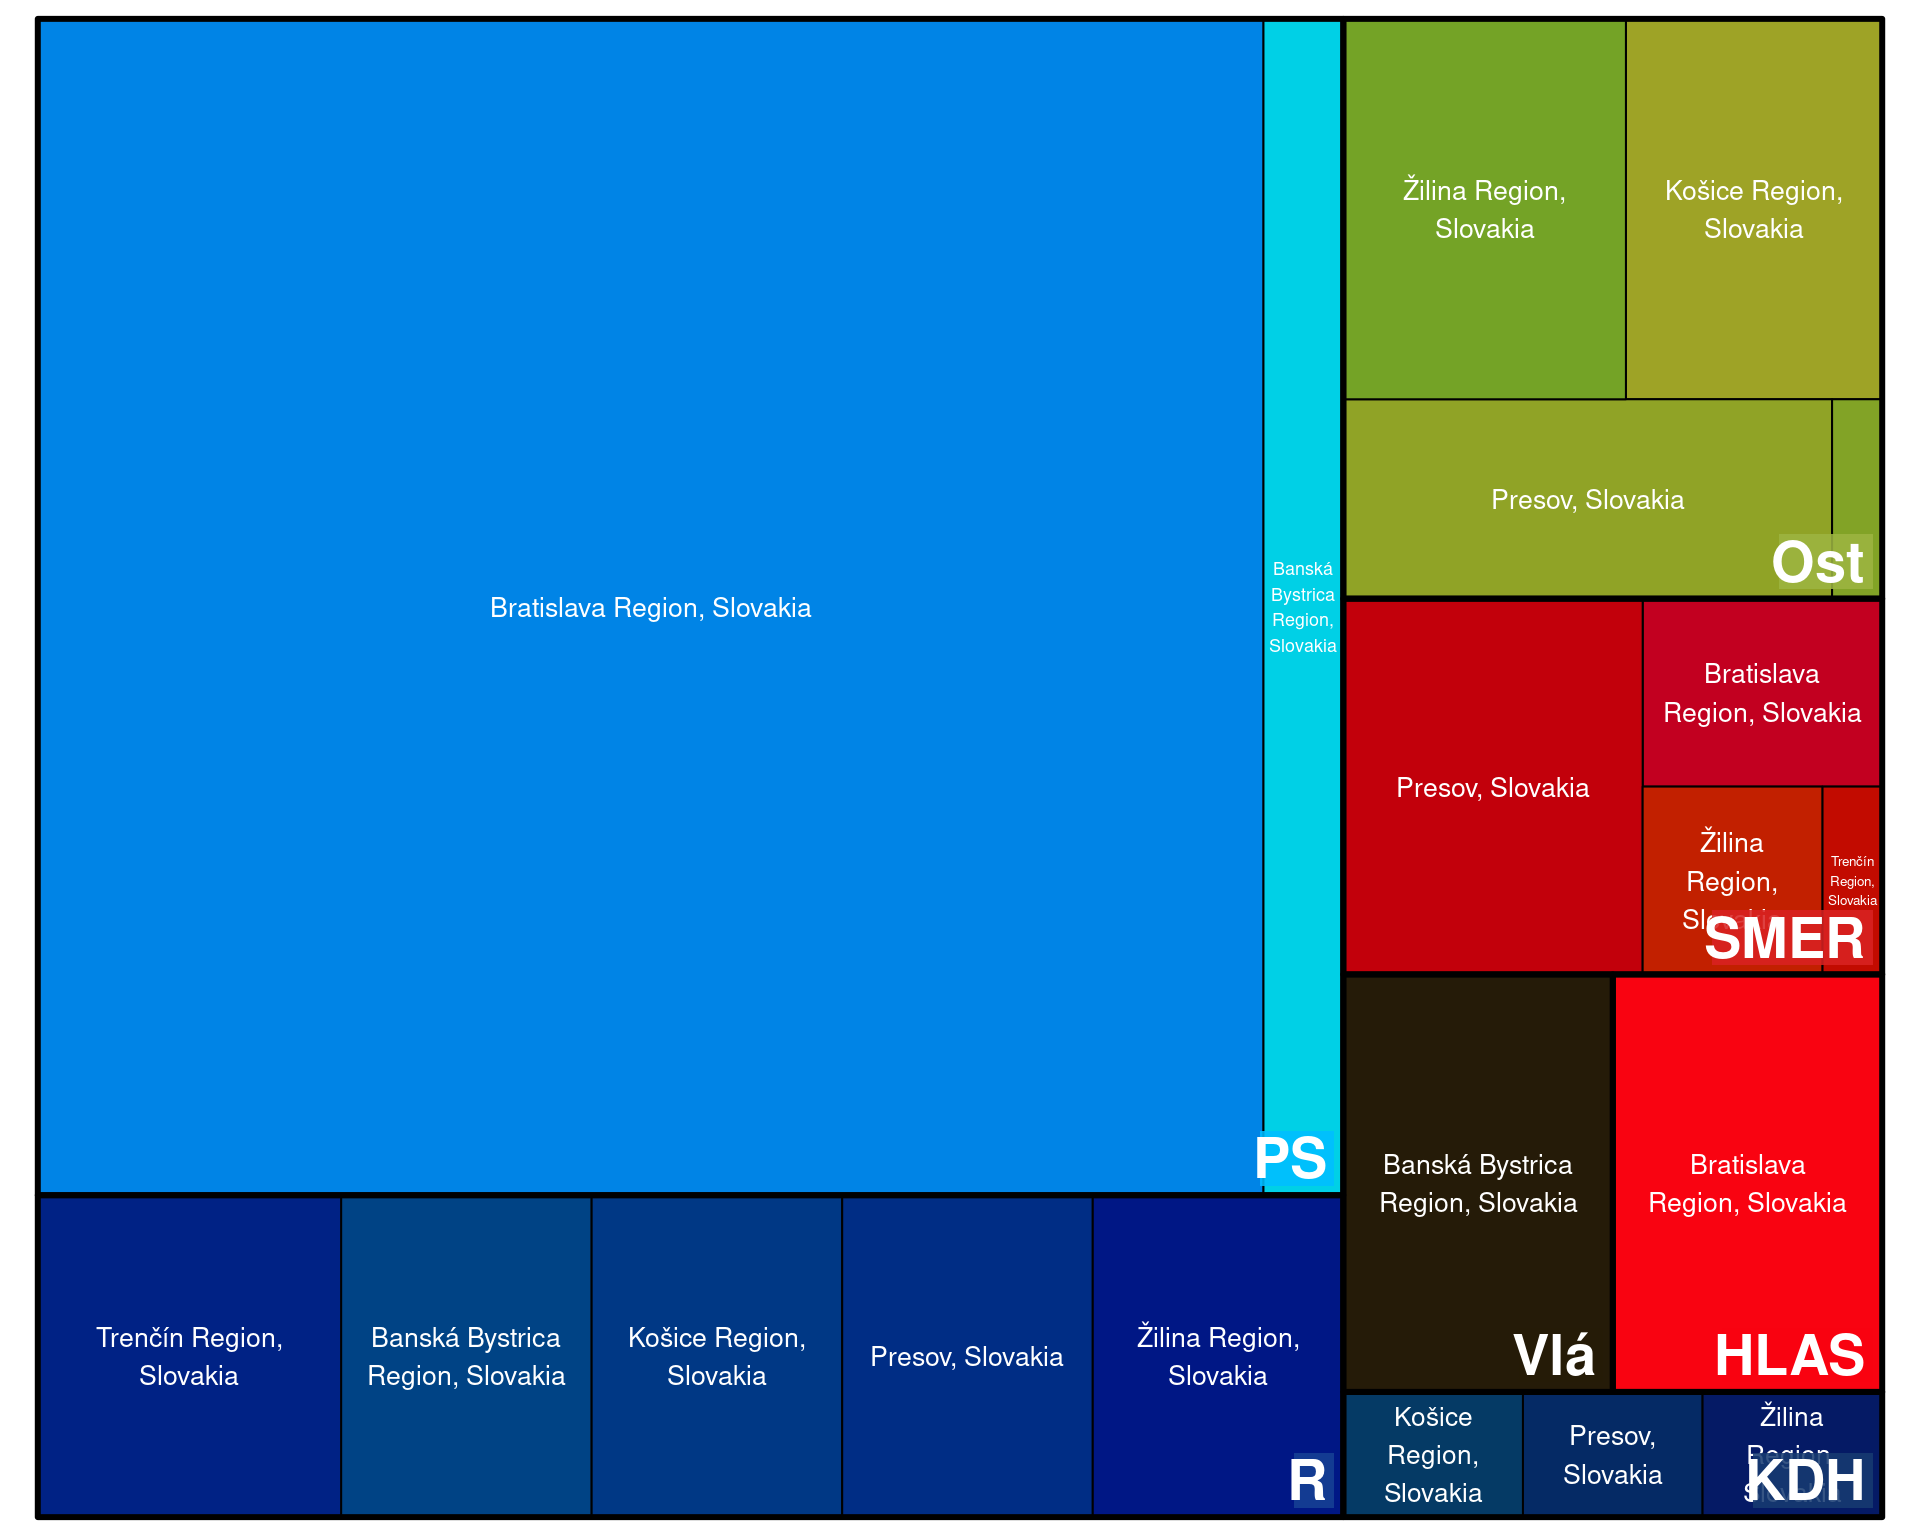 Bratislava Region, Slovakia
Banská
Bystrica
Region,
Slovakia
PS
Trenčín Region,
Slovakia
Banská Bystrica
Region, Slovakia
Košice Region,
Slovakia
Presov, Slovakia
Žilina Region,
Slovakia
R
Žilina Region,
Slovakia
Košice Region,
Slovakia
Presov, Slovakia
Ost
Presov, Slovakia
Bratislava
Region, Slovakia
Žilina
Region,
Slovakia
Trenčín
Region,
Slovakia
SMER
Banská Bystrica
Region, Slovakia
Vlá
Bratislava
Region, Slovakia
HLAS
Košice
Region,
Slovakia
Presov,
Slovakia
Žilina
Region,
Slovakia
KDH